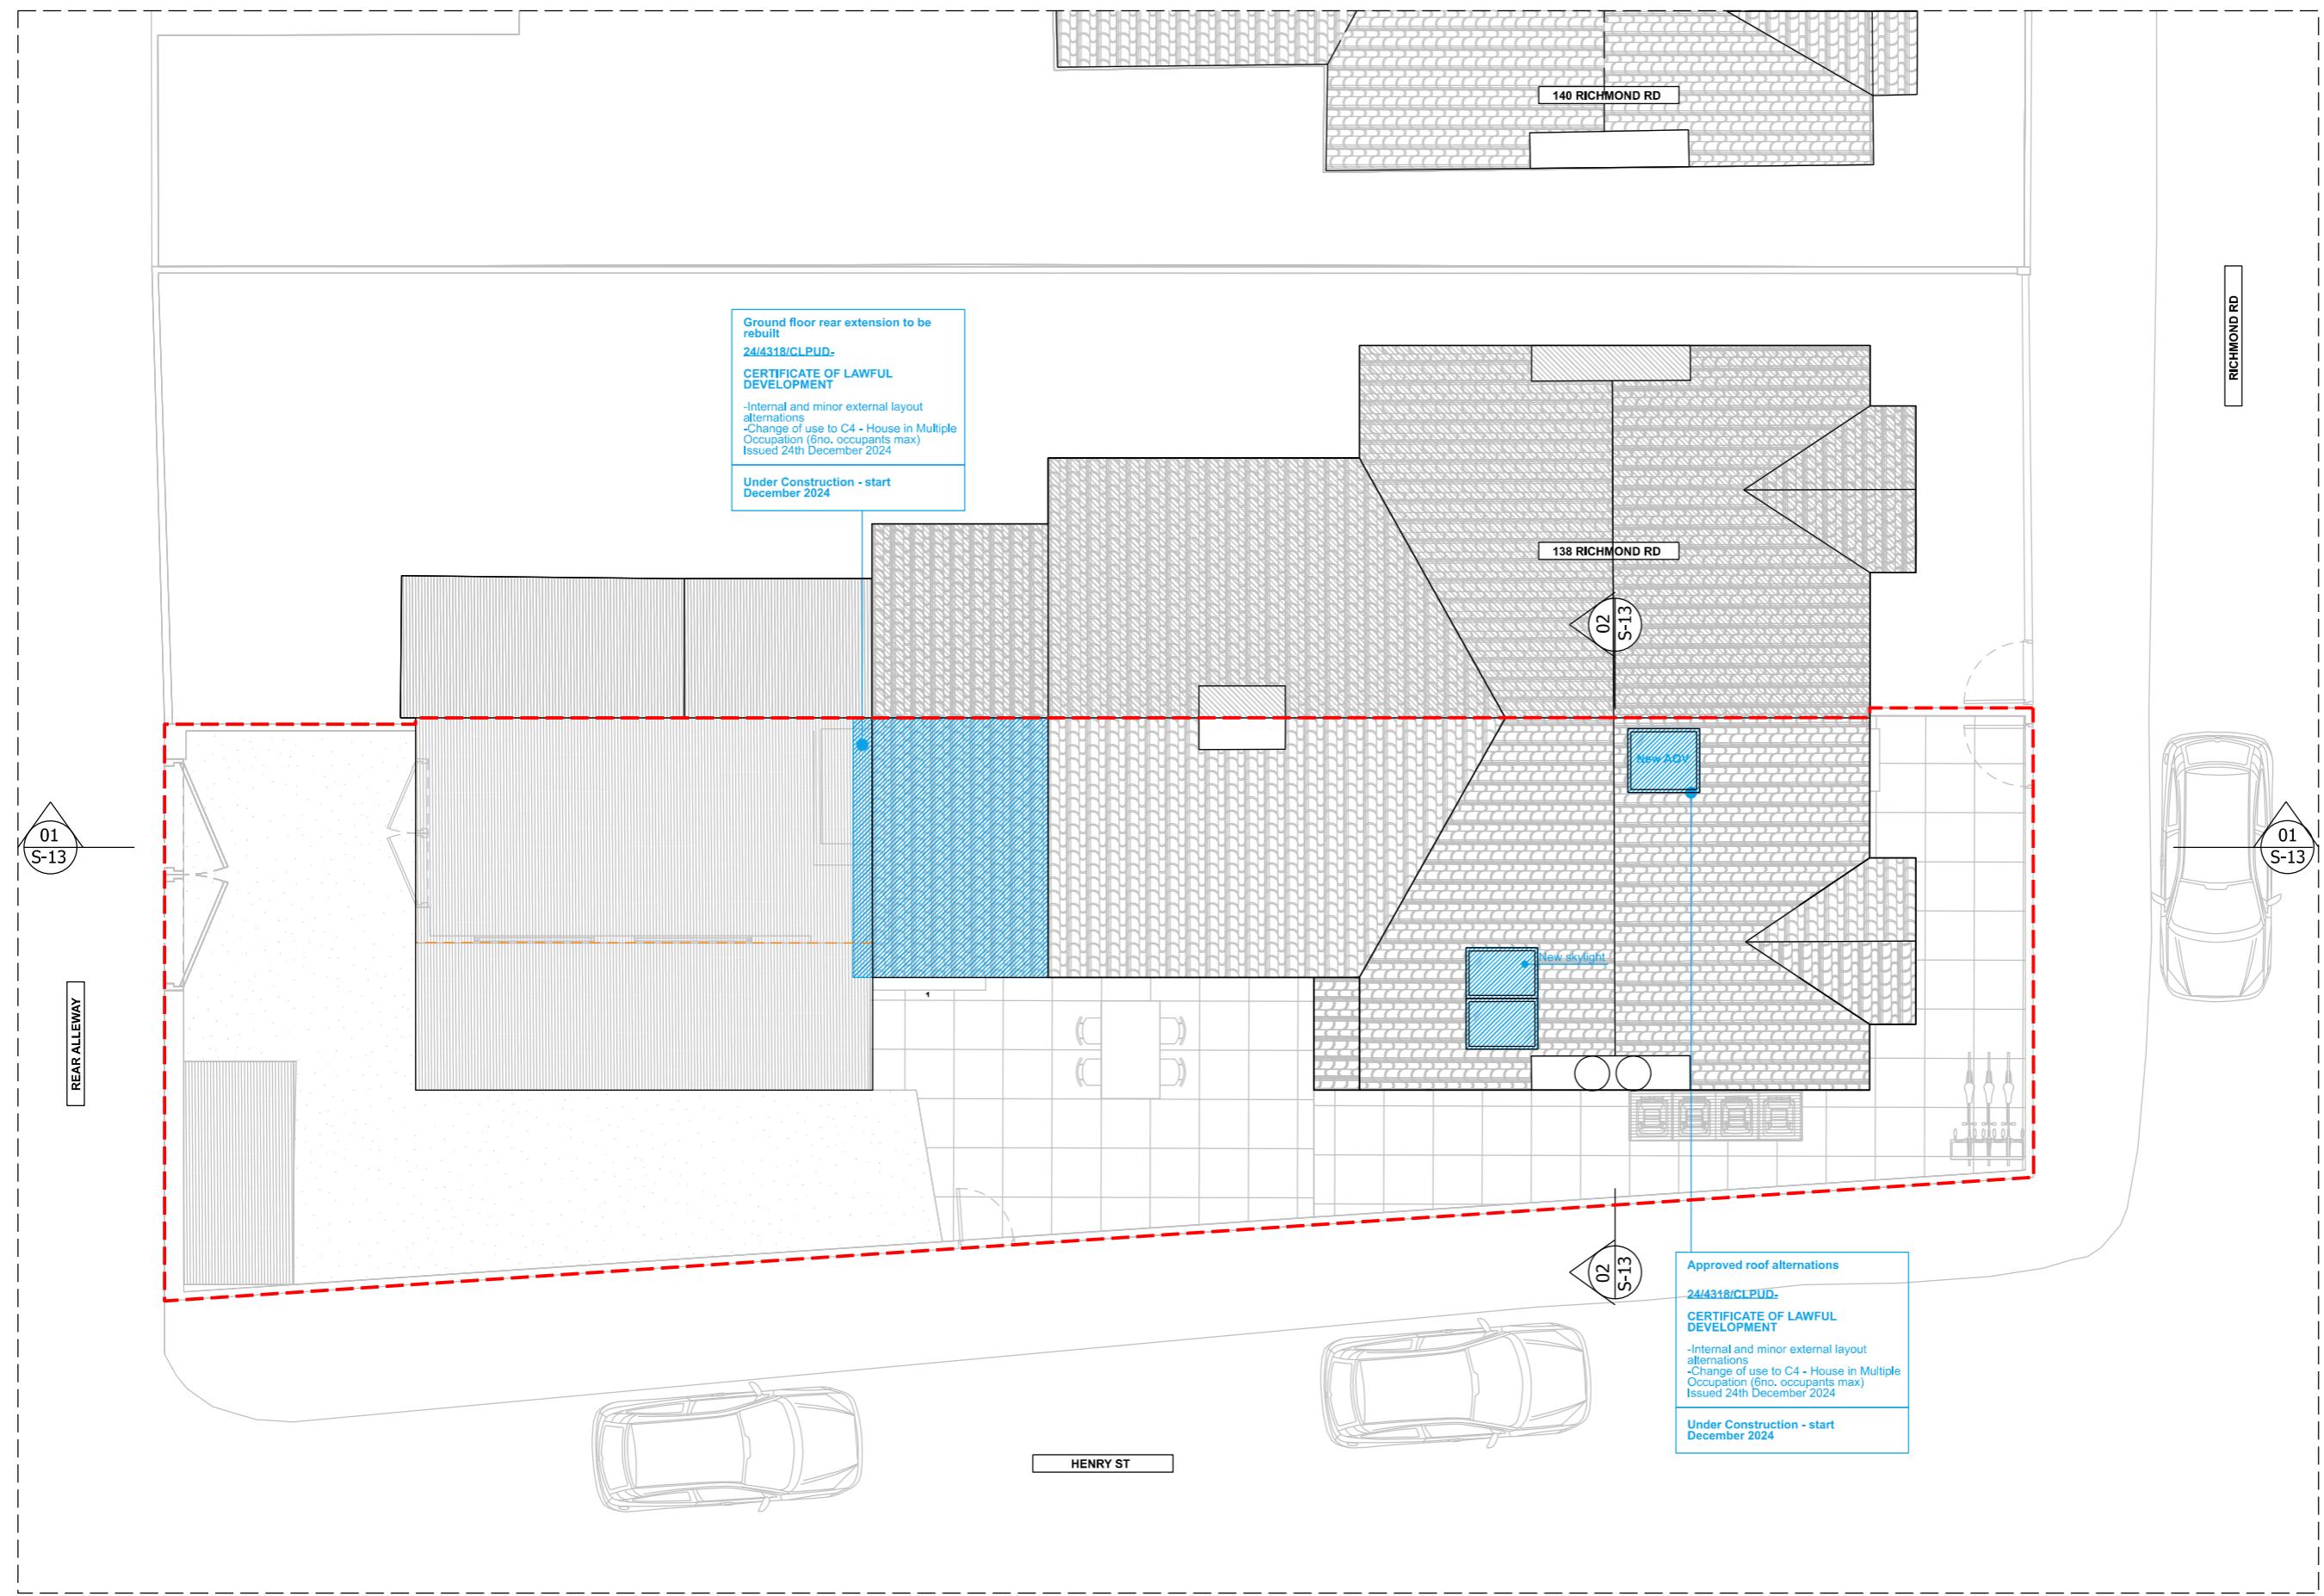 140 RICHMOND RD
RICHMOND RD
Ground floor rear extension to be
rebuilt
24/4318/CLPUD-
CERTIFICATE OF LAWFUL
DEVELOPMENT
-Internal and minor external layout
alternations
-Change of use to C4 - House in Multiple
Occupation (6no. occupants max)
Issued 24th December 2024
Under Construction - start
December 2024
138 RICHMOND RD
02
S-13
New AOV
01
S-13
01
S-13
New skylight
1
REAR ALLEWAY
02
S-13
Approved roof alternations
24/4318/CLPUD-
CERTIFICATE OF LAWFUL
DEVELOPMENT
-Internal and minor external layout
alternations
-Change of use to C4 - House in Multiple
Occupation (6no. occupants max)
Issued 24th December 2024
Under Construction - start
December 2024
HENRY ST